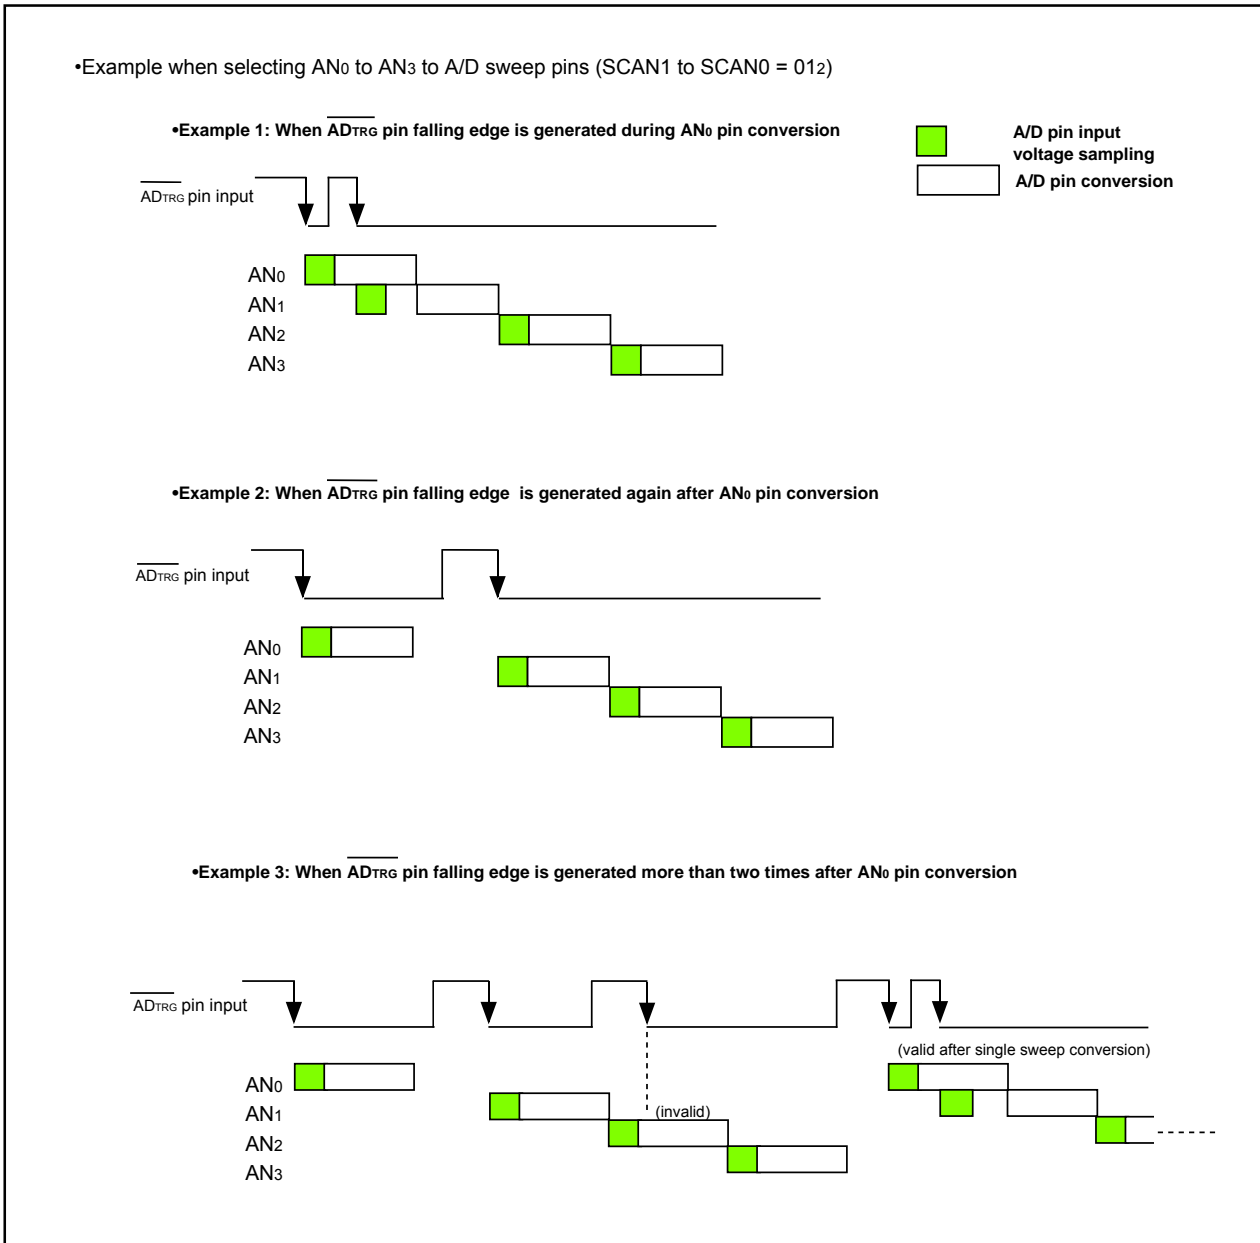 •Example when selecting AN0 to AN3 to A/D sweep pins (SCAN1 to SCAN0 = 012)
•Example 1: When ADTRG pin falling edge is generated during AN0 pin conversion
A/D pin input
voltage sampling
A/D pin conversion
ADTRG pin input
AN0
AN1
AN2
AN3
•Example 2: When ADTRG pin falling edge is generated again after AN0 pin conversion
ADTRG pin input
AN0
AN1
AN2
AN3
•Example 3: When ADTRG pin falling edge is generated more than two times after AN0 pin conversion
ADTRG pin input
(valid after single sweep conversion)
AN0
AN1
(invalid)
AN2
AN3